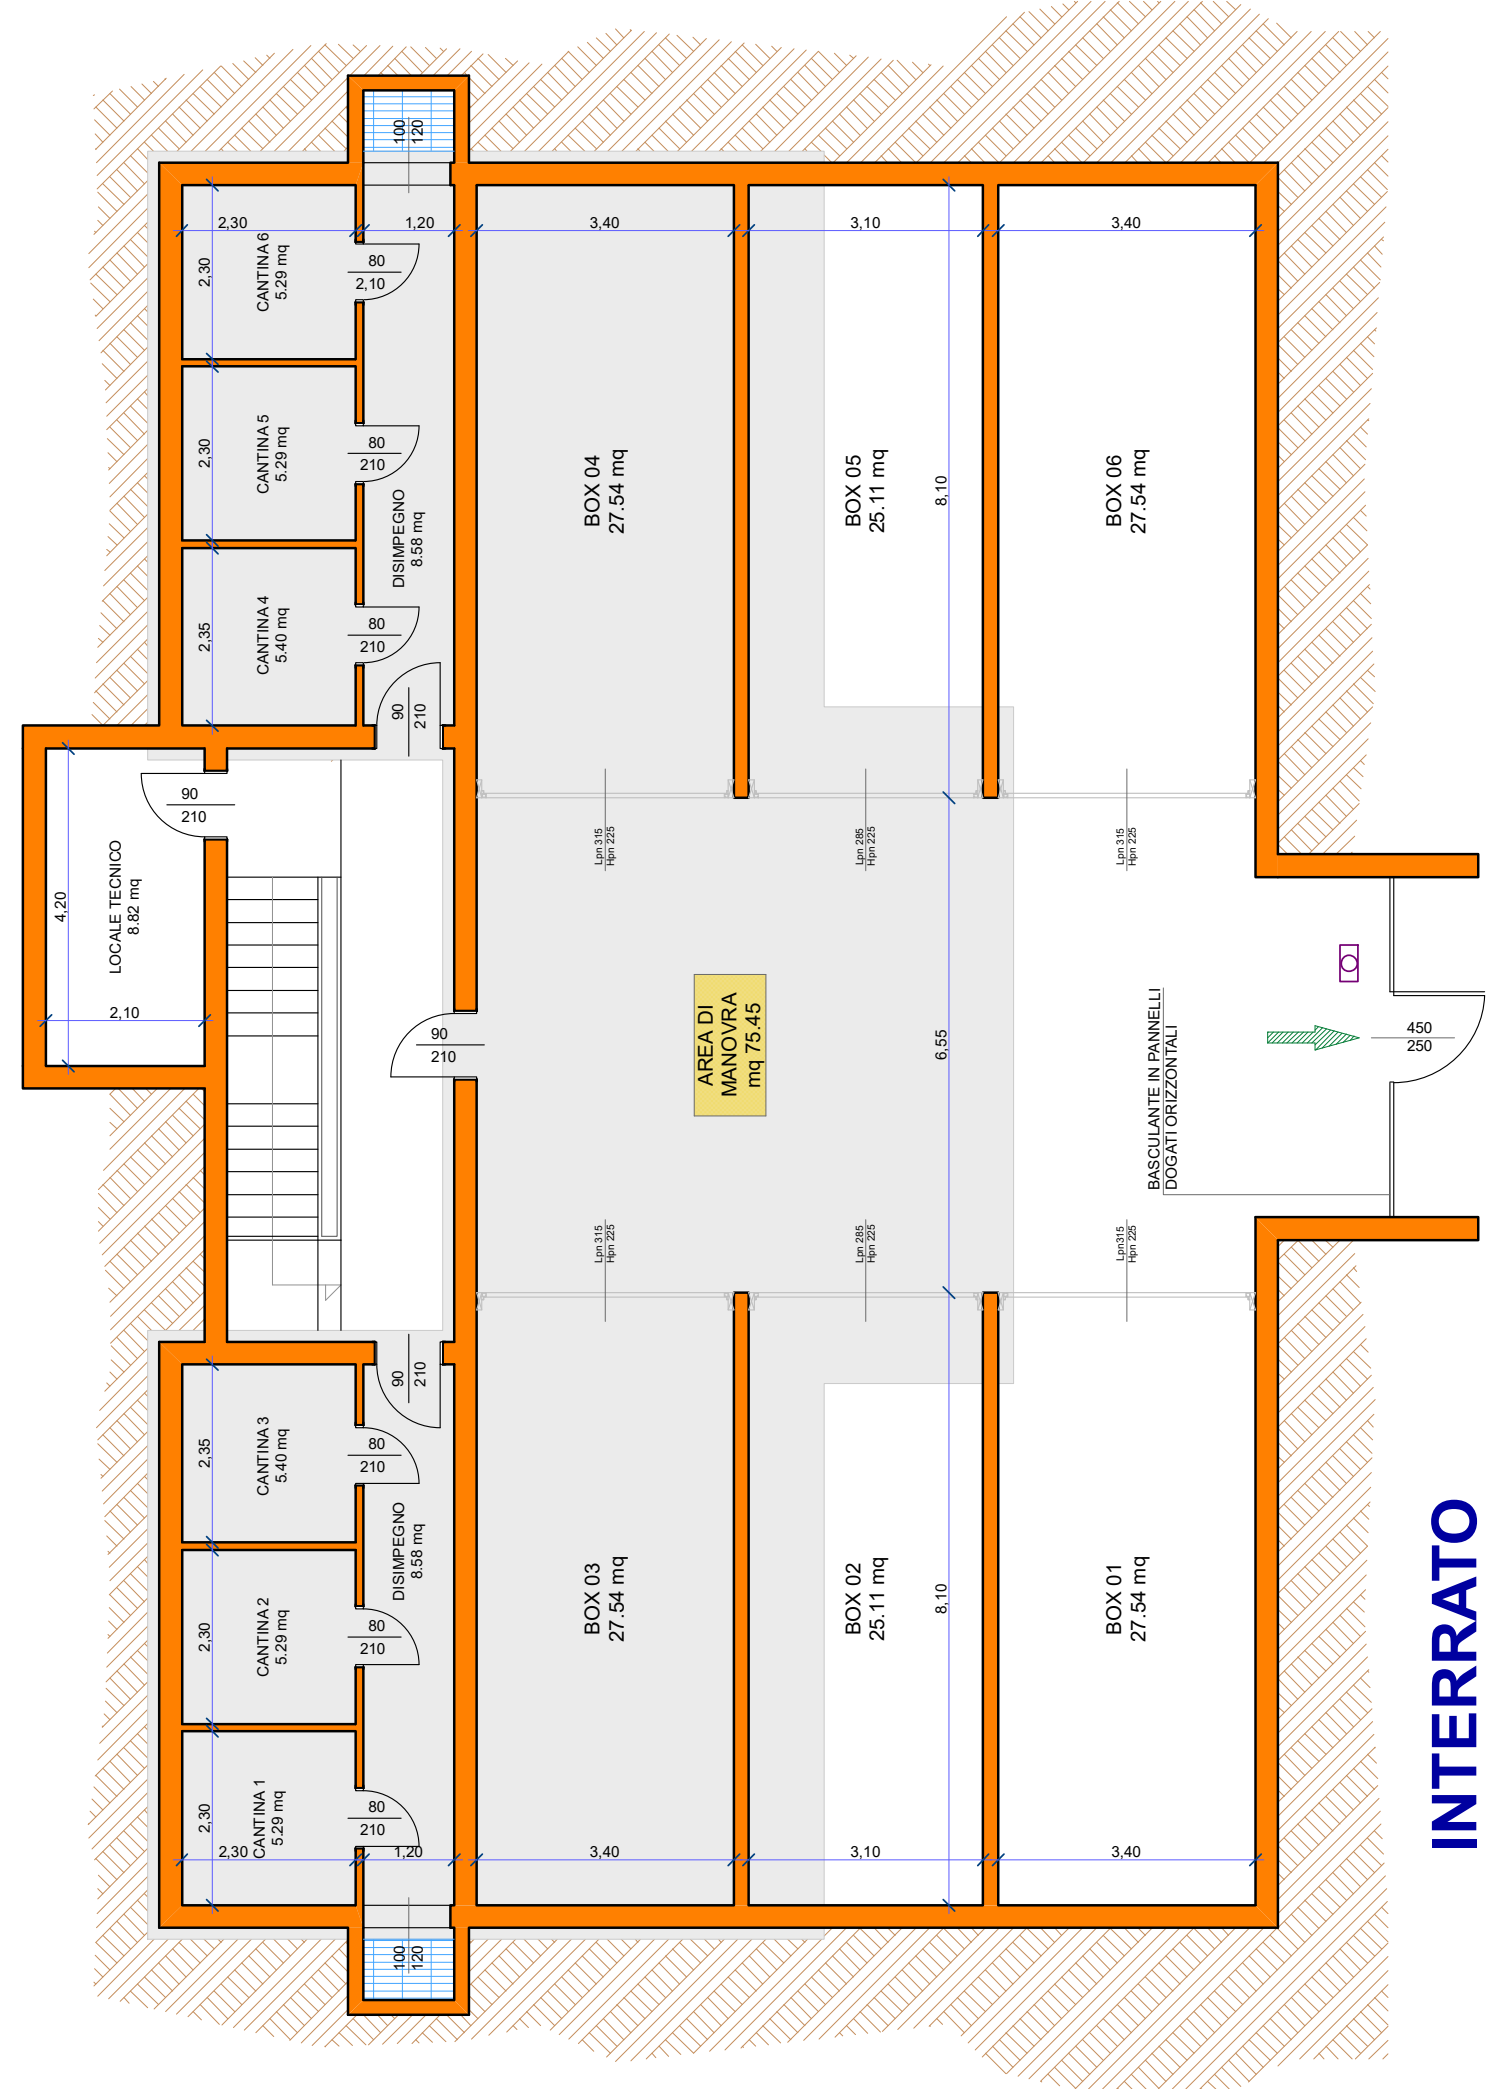 100
120
2,30
1,20
3,40
3,10
3,40
2,30
CANTINA 6
5.29 mq
80
2,10
2,30
CANTINA 5
5.29 mq
80
210
DISIMPEGNO
8.58 mq
2,35
CANTINA 4
5.40 mq
80
210
90
210
BOX 04
27.54 mq
BOX 05
25.11 mq
8,10
BOX 06
27.54 mq
90
210
4,20
LOCALE TECNICO
8.82 mq
2,10
Lpn 315
Hpn 225
Lpn 285
Hpn 225
Lpn 315
Hpn 225
90
210
AREA DI
MANOVRA
mq 75.45
6,55
BASCULANTE IN PANNELLI
DOGATI ORIZZONTALI
450
250
Lpn 315
Hpn 225
Lpn 285
Hpn 225
Lpn315
Hpn 225
90
210
2,35
CANTINA 3
5.40 mq
80
210
DISIMPEGNO
8.58 mq
2,30
CANTINA 2
5.29 mq
80
210
2,30
CANTINA 1
5.29 mq
80
210
BOX 03
27.54 mq
BOX 02
25.11 mq
8,10
BOX 01
27.54 mq
2,30
1,20
3,40
3,10
3,40
100
120
INTERRATO